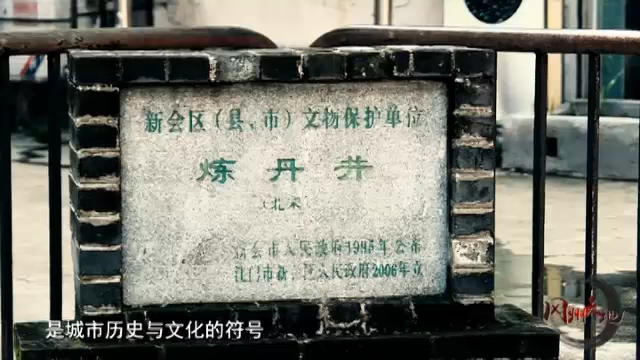 新会区(县、市)文物保护单位
炼丹井
(北宋)
新会市人民政府1995年公布
江门市新会区人民政府2006年立
是城市历史与文化的符号